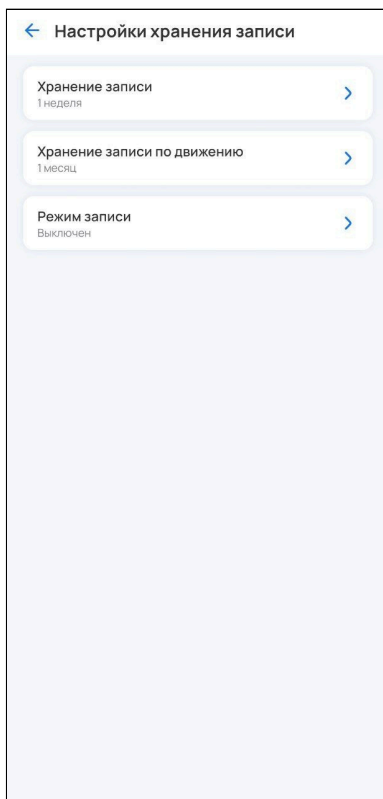 Настройки хранения записи
Хранение записи
1 неделя
Хранение записи по движению
1 месяц
Режим записи
Выключен